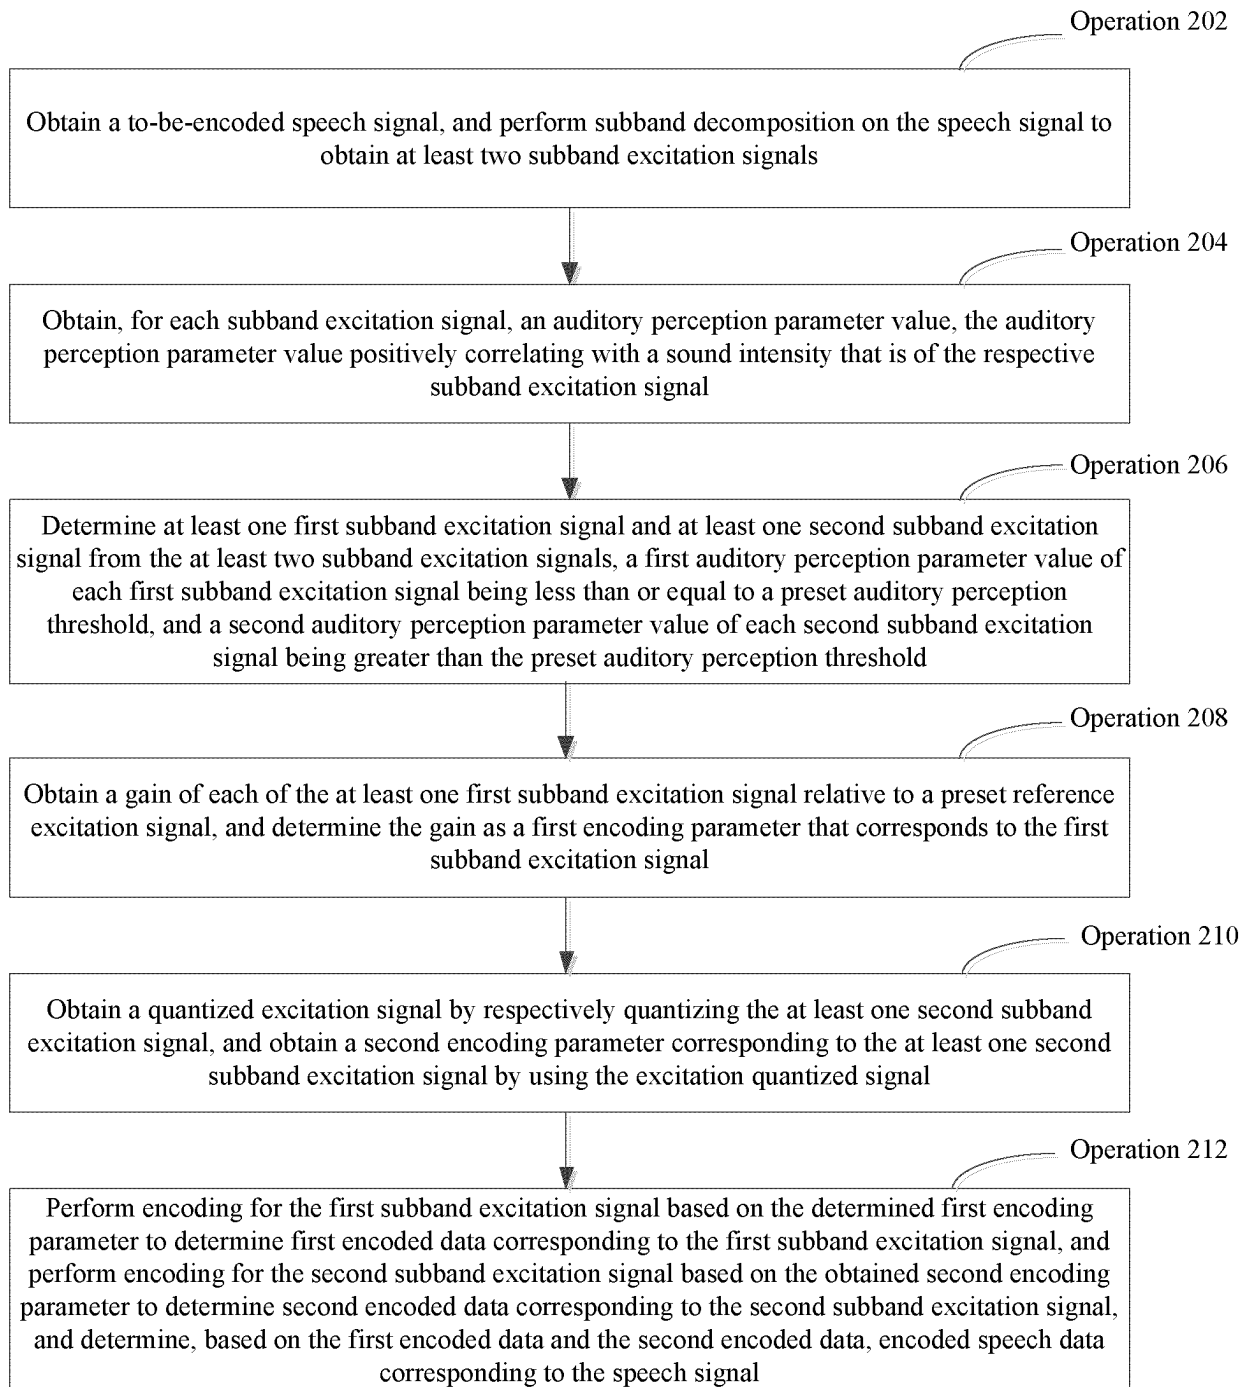 Operation 202
Obtain a to-be-encoded speech signal, and perform subband decomposition on the speech signal to
obtain at least two subband excitation signals
Operation 204
Obtain, for each subband excitation signal, an auditory perception parameter value, the auditory
perception parameter value positively correlating with a sound intensity that is of the respective
subband excitation signal
Operation 206
Determine at least one first subband excitation signal and at least one second subband excitation
signal from the at least two subband excitation signals, a first auditory perception parameter value of
each first subband excitation signal being less than or equal to a preset auditory perception
threshold, and a second auditory perception parameter value of each second subband excitation
signal being greater than the preset auditory perception threshold
Operation 208
Obtain a gain of each of the at least one first subband excitation signal relative to a preset reference
excitation signal, and determine the gain as a first encoding parameter that corresponds to the first
subband excitation signal
Operation 210
Obtain a quantized excitation signal by respectively quantizing the at least one second subband
excitation signal, and obtain a second encoding parameter corresponding to the at least one second
subband excitation signal by using the excitation quantized signal
Operation 212
Perform encoding for the first subband excitation signal based on the determined first encoding
parameter to determine first encoded data corresponding to the first subband excitation signal, and
perform encoding for the second subband excitation signal based on the obtained second encoding
parameter to determine second encoded data corresponding to the second subband excitation signal,
and determine, based on the first encoded data and the second encoded data, encoded speech data
corresponding to the speech signal